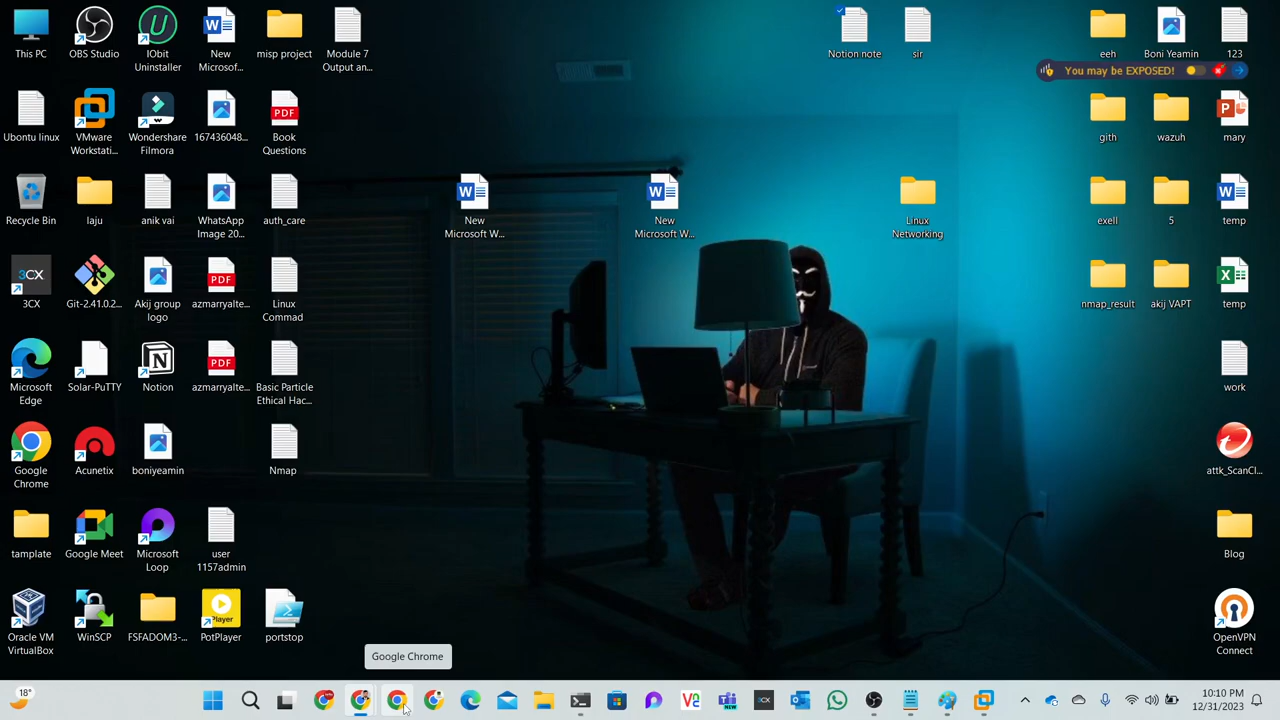 This PC
OBS Studio
IObit
Uninstaller
New
Microsof...
misp project
Module 7
Output an...
Notion note
sir
eeh
Boni Yeamin
123
You may be EXPOSED!
Ubontu linux
VMware
Workstati...
Wondershare
Filmora
167436048...
PDF
Book
Questions
gith
wazuh
mary
Recycle Bin
laju
anik vai
WhatsApp
Image 20...
auth_care
New
Microsoft W...
New
Microsoft W...
Linux
Networking
exell
5
temp
3CX
Git-2.41.0.2...
Akij group
logo
PDF
azmarryalte...
Linux
Commad
nmap_result
akij VAPT
temp
Microsoft
Edge
Solar-PuTTY
Notion
PDF
azmarryalte...
Basic Particle
Ethical Hac...
work
Google
Chrome
Acunetix
boniyeamin
Nmap
attk_ScanCl...
tamplate
Google Meet
Microsoft
Loop
user
1157admin
Blog
Oracle VM
VirtualBox
WinSCP
FSFADOM3-...
Player
PotPlayer
portstop
OpenVPN
Connect
Google Chrome
18°
10:10 PM
12/31/2023